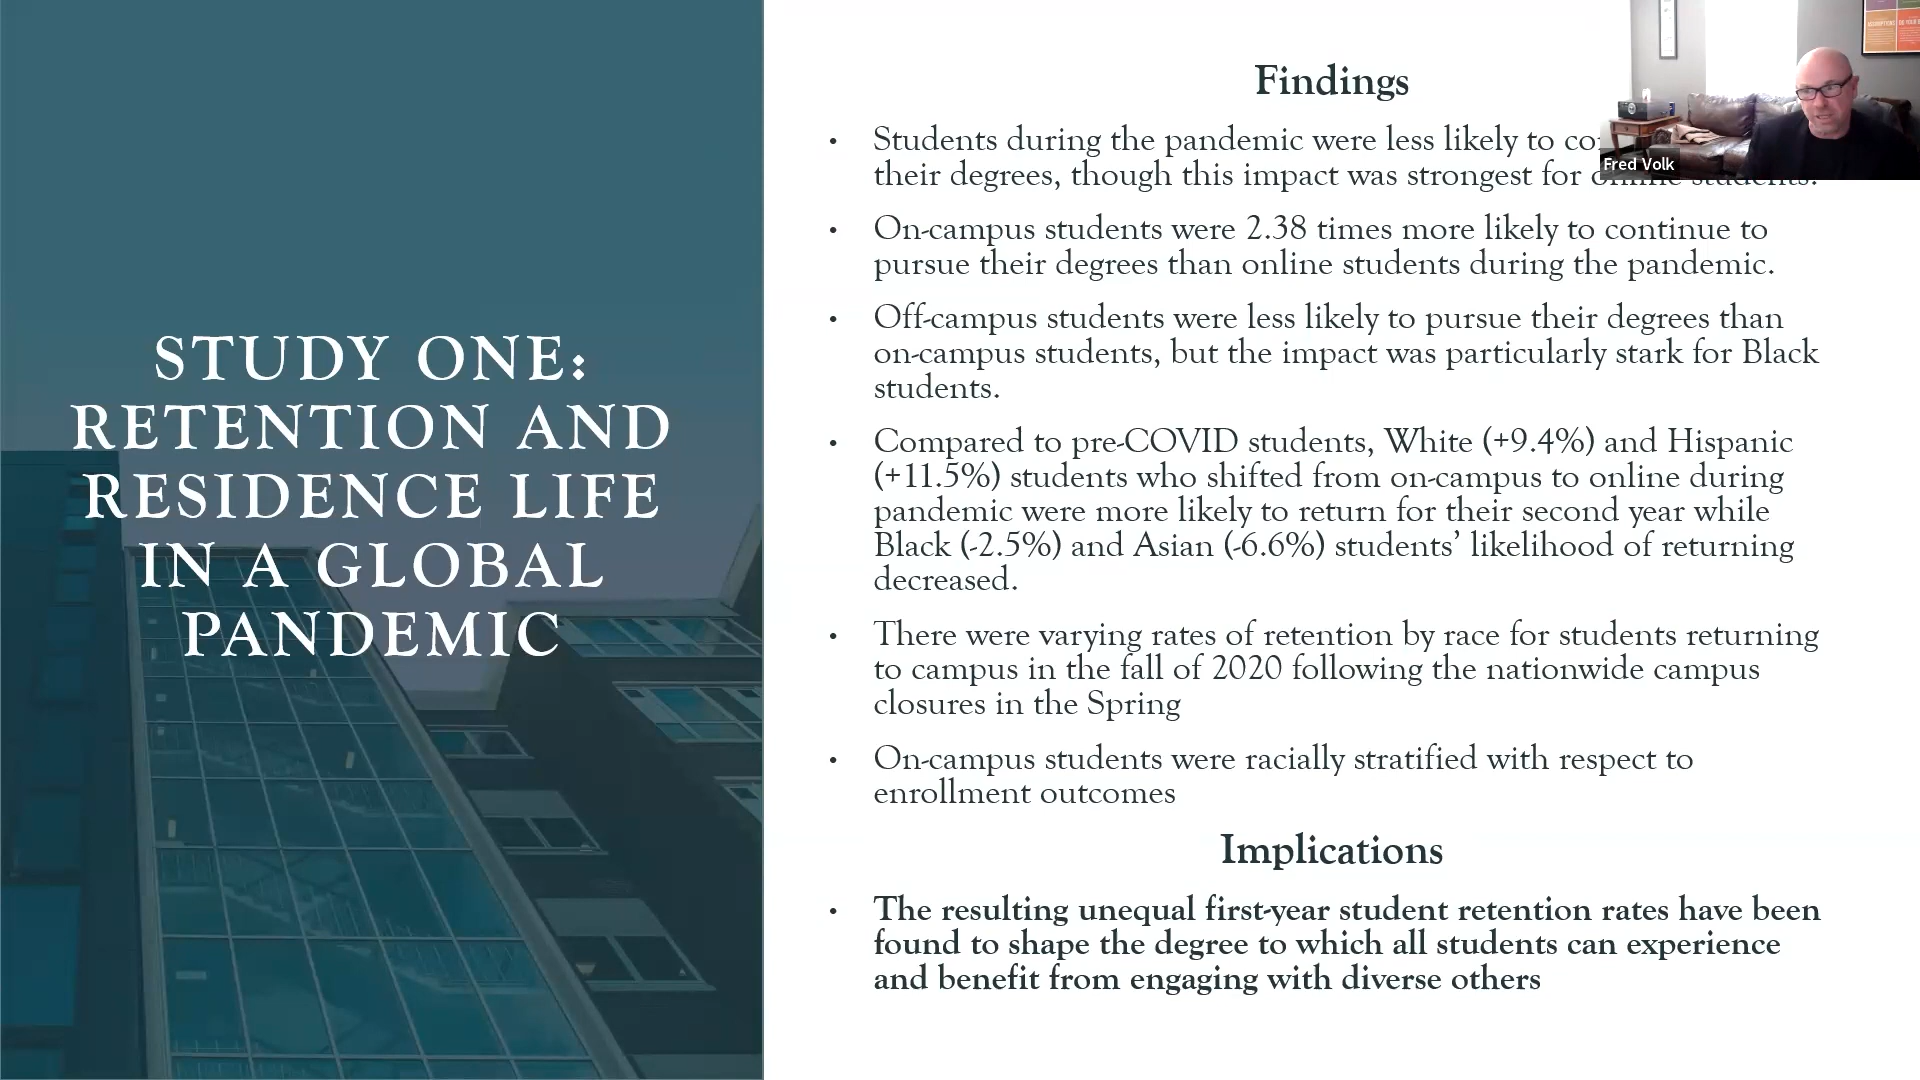 STUDY ONE:
RETENTION AND
RESIDENCE LIFE
IN A GLOBAL
PANDEMIC
Findings
• Students during the pandemic were less likely to
their degrees, though this impact was strongest for online students.
• On-campus students were 2.38 times more likely to continue to
pursue their degrees than online students during the pandemic.
• Off-campus students were less likely to pursue their degrees than
on-campus students, but the impact was particularly stark for Black
students.
• Compared to pre-COVID students, White (+9.4%) and Hispanic
(+11.5%) students who shifted from on-campus to online during
pandemic were more likely to return for their second year while
Black (-2.5%) and Asian (-6.6%) students’ likelihood of returning
decreased.
• There were varying rates of retention by race for students returning
to campus in the fall of 2020 following the nationwide campus
closures in the Spring
• On-campus students were racially stratified with respect to
enrollment outcomes
Implications
• The resulting unequal first-year student retention rates have been
found to shape the degree to which all students can experience
and benefit from engaging with diverse others
Fred Volk